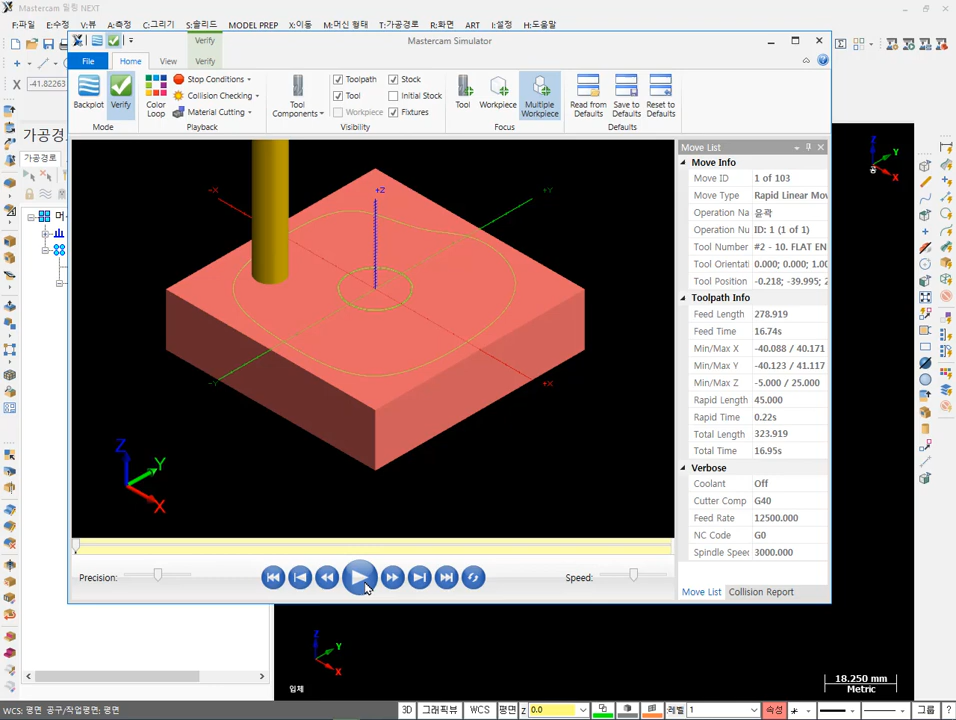 Mastercam 밀링 NEXT
F:파일 E:수정 V:뷰 A:측정 C:그리기 S:솔리드 MODEL PREP X:이동 M:머신 형태 T:가공경로 R:화면 ART I:설정 H:도움말
Verify
Mastercam Simulator
File Home View Verify
X -41.82263
Backplot
Verify
Mode
Color Loop
Stop Conditions
Collision Checking
Material Cutting
Playback
Tool Components
Toolpath
Tool
Workpiece
Stock
Initial Stock
Fixtures
Visibility
Tool
Workpiece
Multiple Workpiece
Focus
Read from Defaults
Save to Defaults
Reset to Defaults
Defaults
가공경로
-X
+Z
+Y
-Y
+X
Z
Y
X
Move List
Move Info
Move ID 1 of 103
Move Type Rapid Linear Mov
Operation Na 윤곽
Operation Nu ID: 1 (1 of 1)
Tool Number #2 - 10. FLAT EN
Tool Orientat 0.000; 0.000; 1.00
Tool Position -0.218; -39.995; 2
Toolpath Info
Feed Length 278.919
Feed Time 16.74s
Min/Max X -40.088 / 40.171
Min/Max Y -40.123 / 41.117
Min/Max Z -5.000 / 25.000
Rapid Length 45.000
Rapid Time 0.22s
Total Length 323.919
Total Time 16.95s
Verbose
Coolant Off
Cutter Comp G40
Feed Rate 12500.000
NC Code G0
Spindle Speed 3000.000
Move List Collision Report
Precision:
Speed:
Z
Y
X
공
Z
Y
X
입체
18.250 mm
Metric
WCS: 평면 공구/작업평면: 평면
3D 그래픽뷰 WCS 평면 Z 0.0 레벨 1 속성 그룹 ?